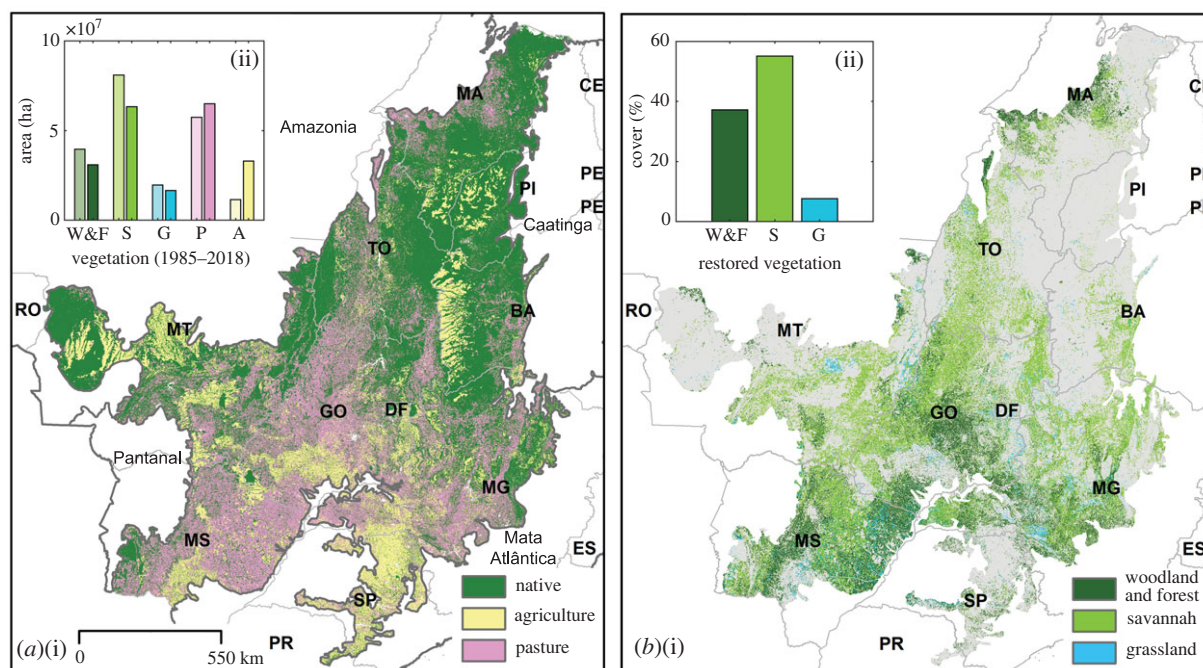 10 × 10⁷
(ii)
area (ha)
5
0
W&F S G P A
vegetation (1985–2018)
Amazonia
MA
CE
PE
PI
PE
Caatinga
TO
RO
MT
BA
GO
DF
Pantanal
MG
MS
Mata
Atlântica
ES
SP
PR
native
agriculture
pasture
(a)(i)
0 550 km
60
(ii)
cover (%)
40
20
0
W&F S G
restored vegetation
MA
CE
PI
TO
RO
MT
BA
GO
DF
MG
MS
ES
SP
PR
woodland
and forest
savannah
grassland
(b)(i)